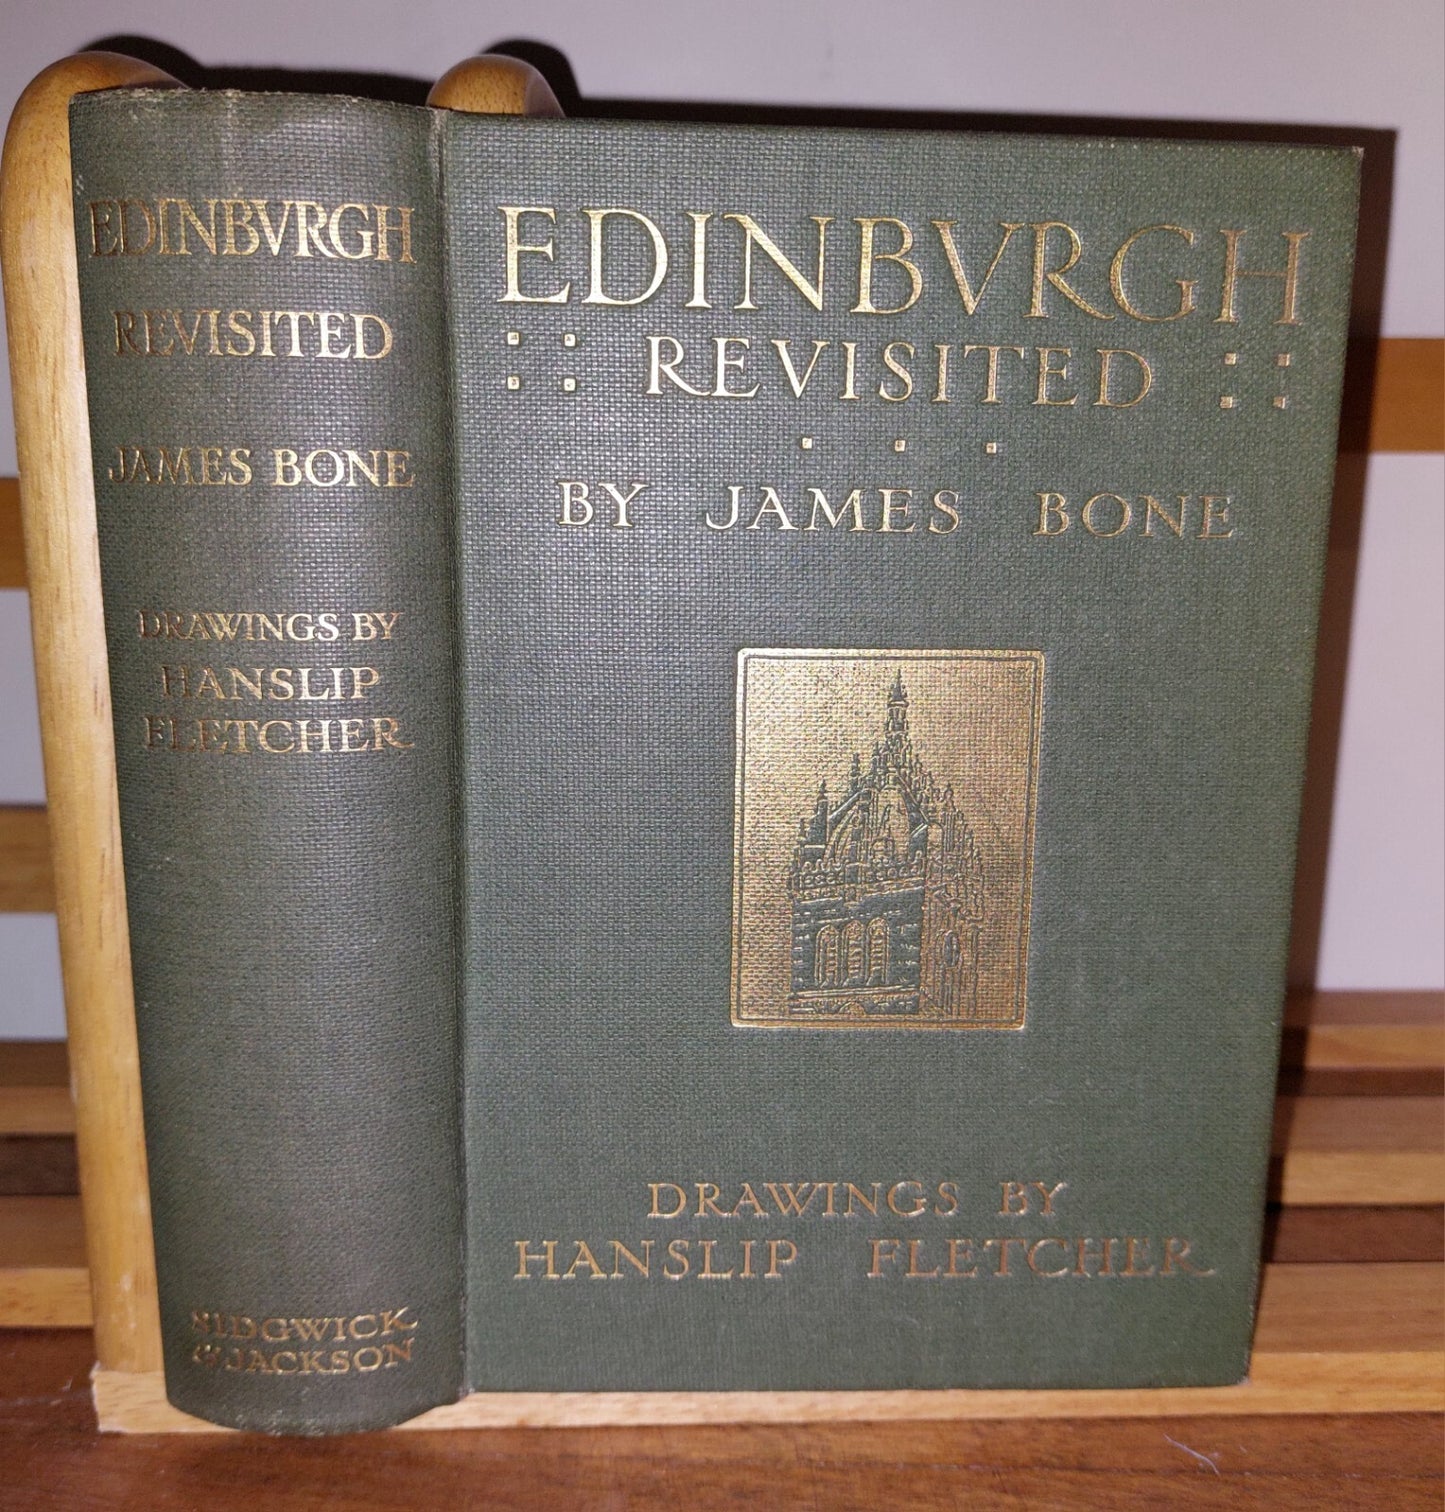 EDINBVRGH
REVISITED
JAMES BONE
DRAWINGS BY
HANSLIP
FLETCHER
SIDGWICK
& JACKSON
EDINBVRGH
:: REVISITED ::
. . .
BY JAMES BONE
DRAWINGS BY
HANSLIP FLETCHER